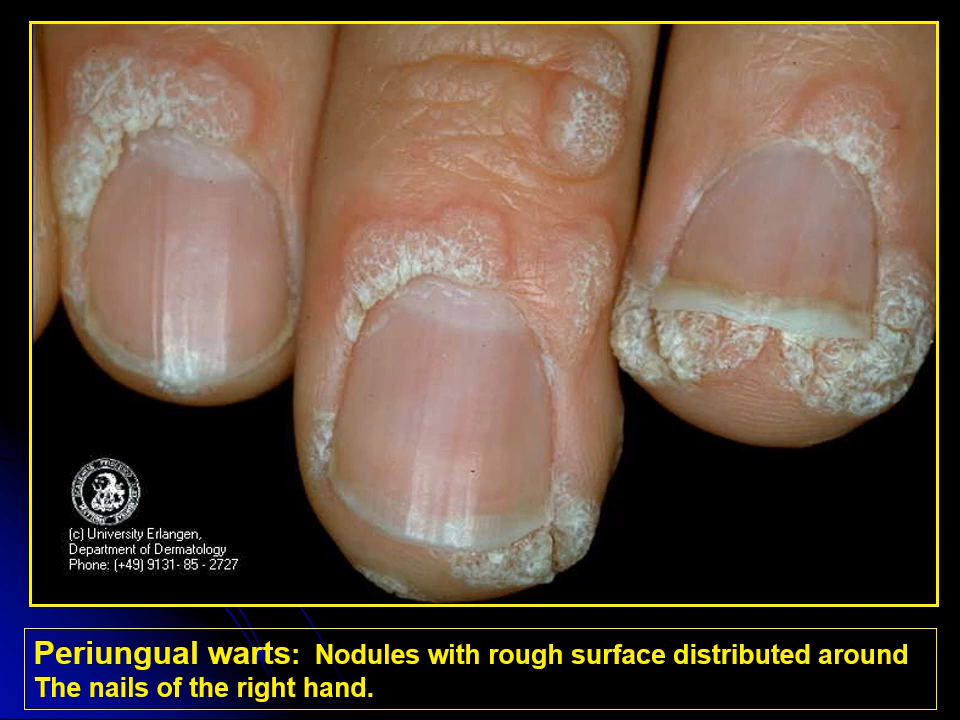 (c) University Erlangen,
Department of Dermatology
Phone: (+49) 9131- 85 - 2727
Periungual warts: Nodules with rough surface distributed around
The nails of the right hand.